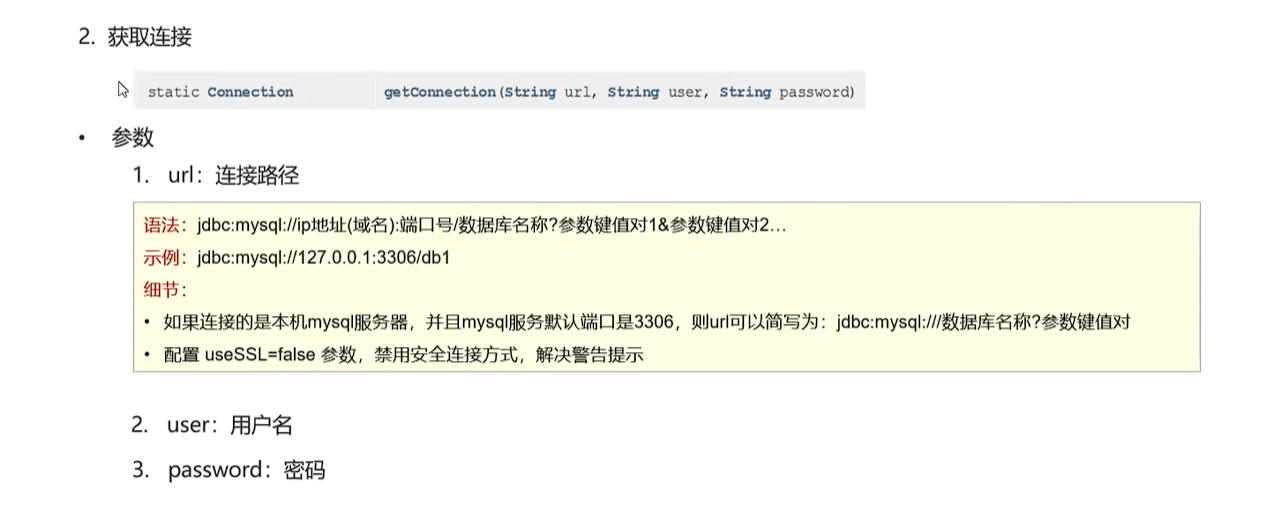 2. 获取连接
static Connection getConnection(String url, String user, String password)
• 参数
1. url：连接路径
语法：jdbc:mysql://ip地址(域名):端口号/数据库名称?参数键值对1&参数键值对2…
示例：jdbc:mysql://127.0.0.1:3306/db1
细节：
• 如果连接的是本机mysql服务器，并且mysql服务默认端口是3306，则url可以简写为：jdbc:mysql:///数据库名称?参数键值对
• 配置 useSSL=false 参数，禁用安全连接方式，解决警告提示
2. user：用户名
3. password：密码